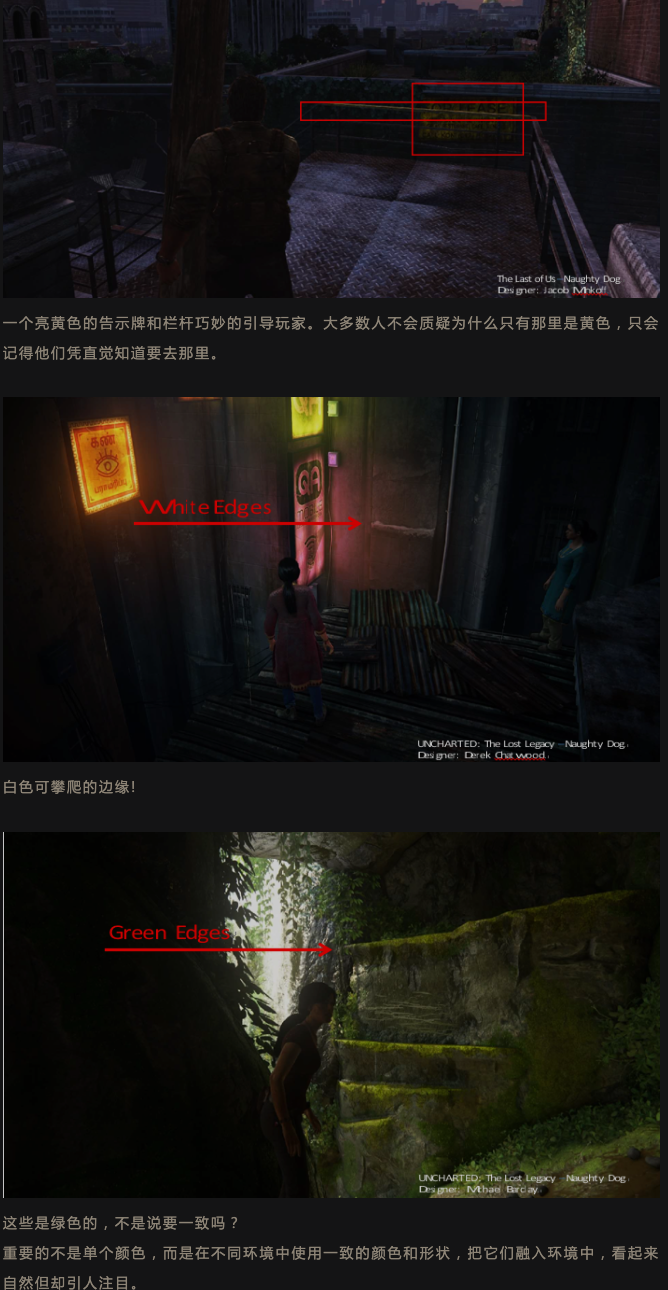 The Last of Us - Naughty Dog
Designer: Jacob Minkoff
一个亮黄色的告示牌和栏杆巧妙的引导玩家。大多数人不会质疑为什么只有那里是黄色，只会
记得他们凭直觉知道要去那里。
White Edges
UNCHARTED: The Lost Legacy - Naughty Dog
Designer: Derek Chatwood
白色可攀爬的边缘!
Green Edges
UNCHARTED: The Lost Legacy - Naughty Dog
Designer: Michael Barclay
这些是绿色的，不是说要一致吗？
重要的不是单个颜色，而是在不同环境中使用一致的颜色和形状，把它们融入环境中，看起来
自然但却引人注目。